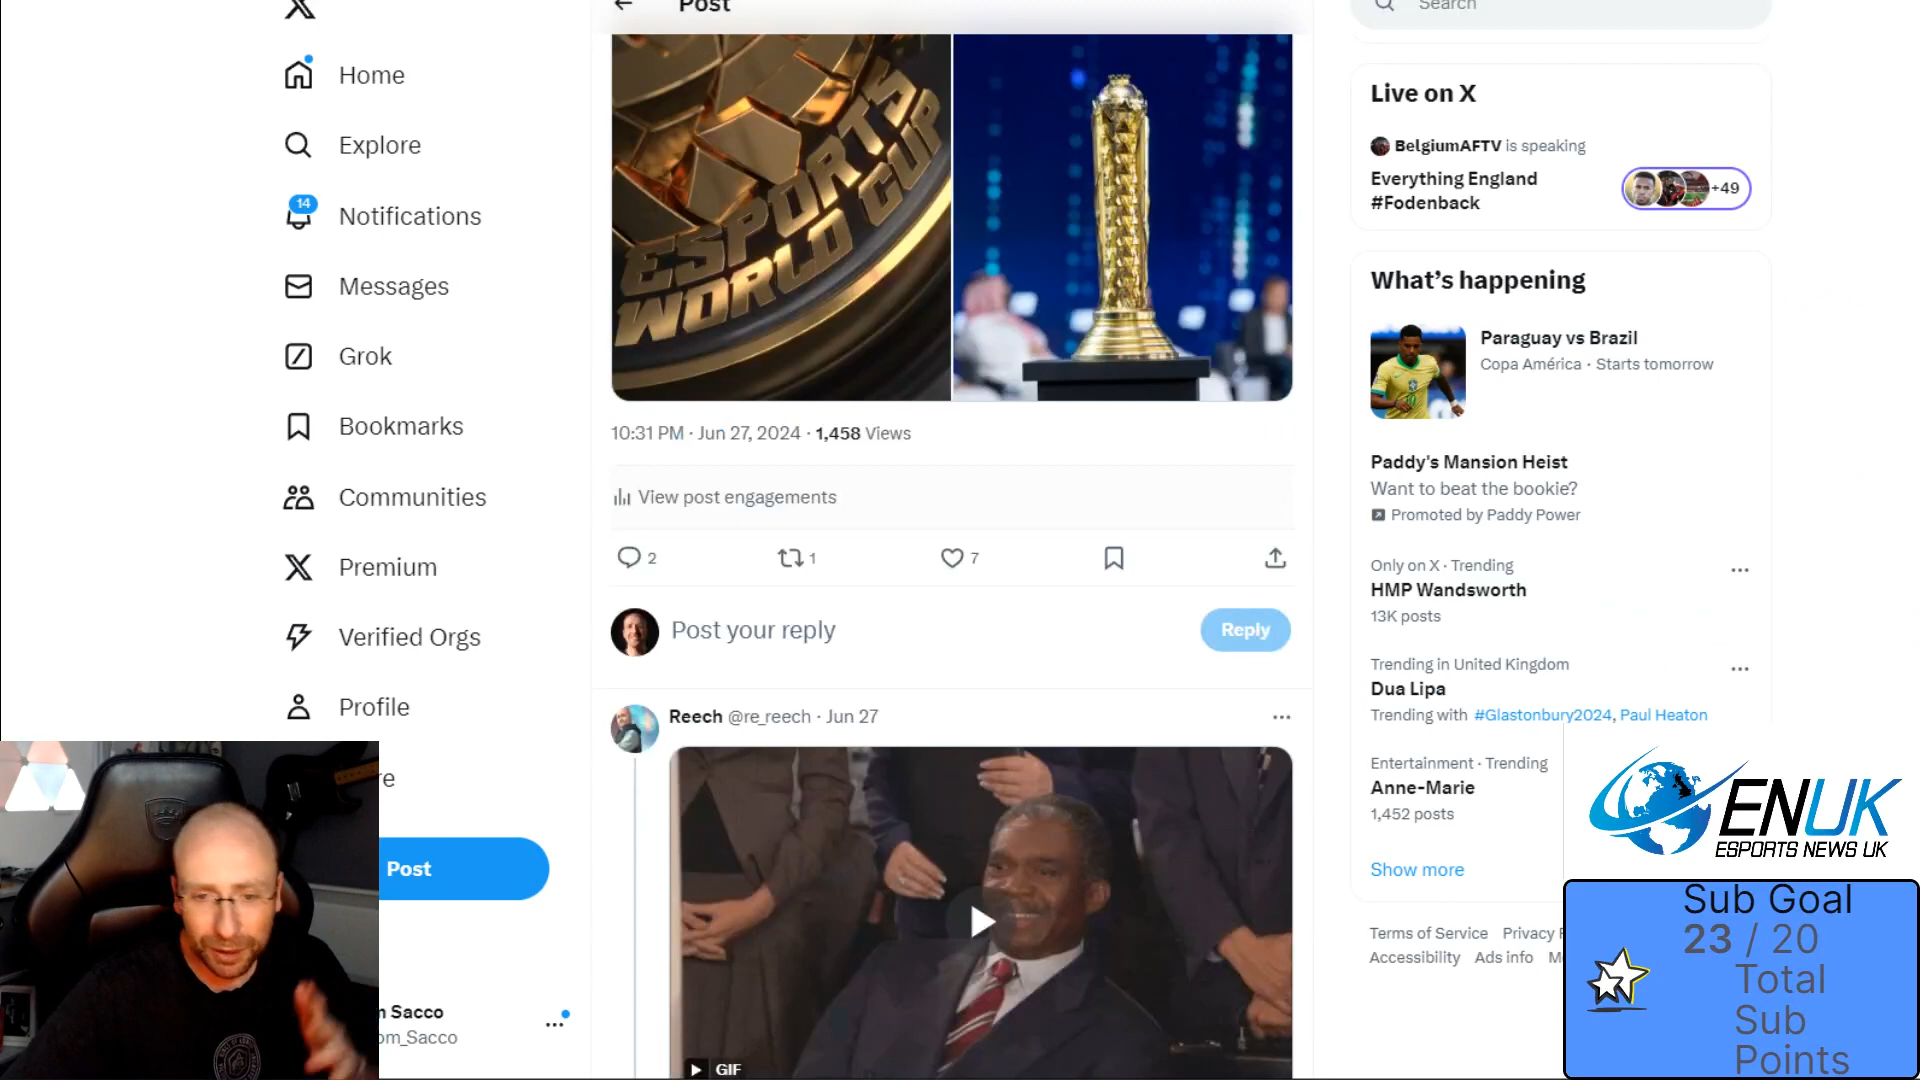 Home
Explore
14
Notifications
Messages
Grok
Bookmarks
Communities
Premium
Verified Orgs
Profile
re
Post
n Sacco
om_Sacco
Post
ESPORTS
WORLD CUP
10:31 PM · Jun 27, 2024 · 1,458 Views
View post engagements
2
1
7
Post your reply
Reply
Reech @re_reech · Jun 27
GIF
Search
Live on X
BelgiumAFTV is speaking
Everything England
#Fodenback
+49
What's happening
Paraguay vs Brazil
Copa América · Starts tomorrow
Paddy's Mansion Heist
Want to beat the bookie?
Promoted by Paddy Power
Only on X · Trending
HMP Wandsworth
13K posts
Trending in United Kingdom
Dua Lipa
Trending with #Glastonbury2024, Paul Heaton
Entertainment · Trending
Anne-Marie
1,452 posts
Show more
Terms of Service Privacy
Accessibility Ads info
ENUK
ESPORTS NEWS UK
Sub Goal
23 / 20
Total
Sub
Points